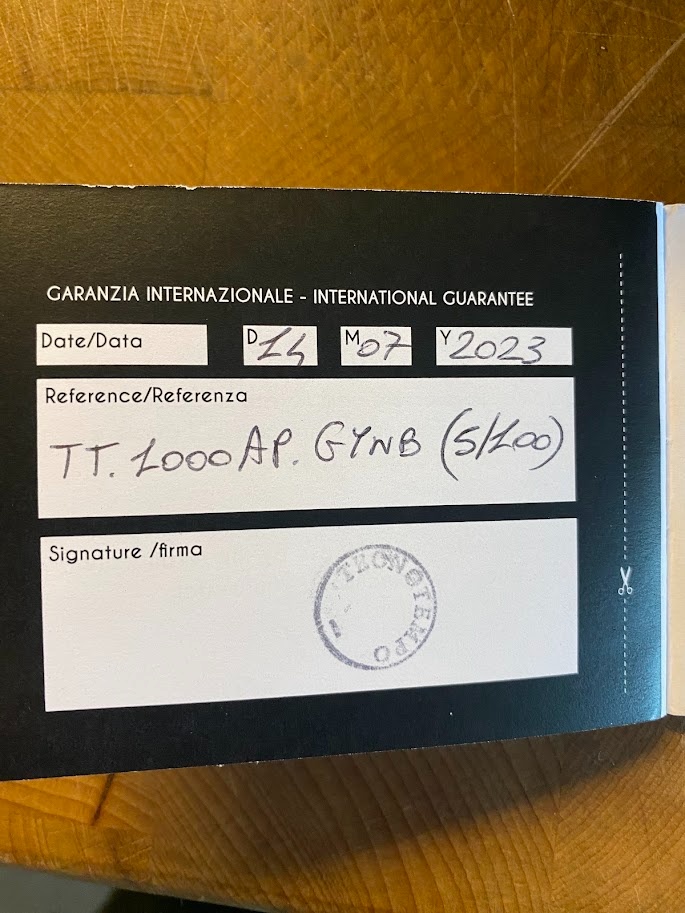 GARANZIA INTERNAZIONALE - INTERNATIONAL GUARANTEE
Date/Data D 14 M 07 Y 2023
Reference/Referenza
TT. 1000 AP. GYNB (5/100)
Signature /firma
TECNOTEMPO